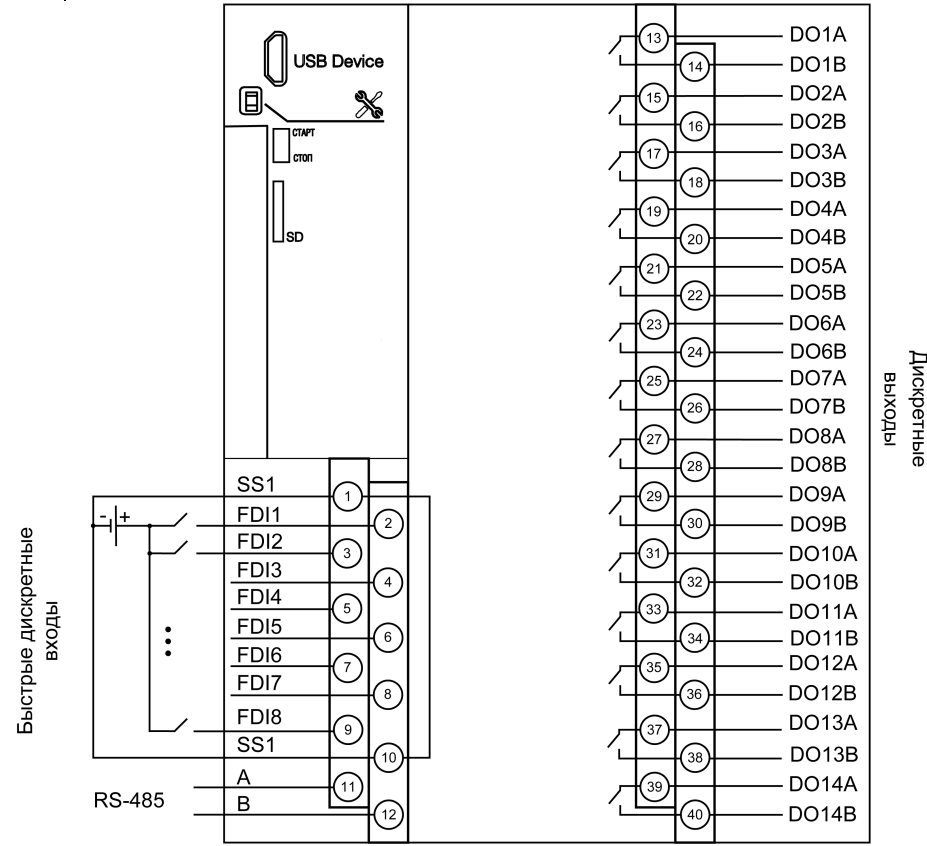 USB Device
СТАРТ
СТОП
SD
SS1 1
FDI1 2
FDI2 3
FDI3 4
FDI4 5
FDI5 6
FDI6 7
FDI7 8
FDI8 9
SS1 10
A 11
B 12
- +
Быстрые дискретные
входы
RS-485
13 DO1A
14 DO1B
15 DO2A
16 DO2B
17 DO3A
18 DO3B
19 DO4A
20 DO4B
21 DO5A
22 DO5B
23 DO6A
24 DO6B
25 DO7A
26 DO7B
27 DO8A
28 DO8B
29 DO9A
30 DO9B
31 DO10A
32 DO10B
33 DO11A
34 DO11B
35 DO12A
36 DO12B
37 DO13A
38 DO13B
39 DO14A
40 DO14B
Дискретные
выходы